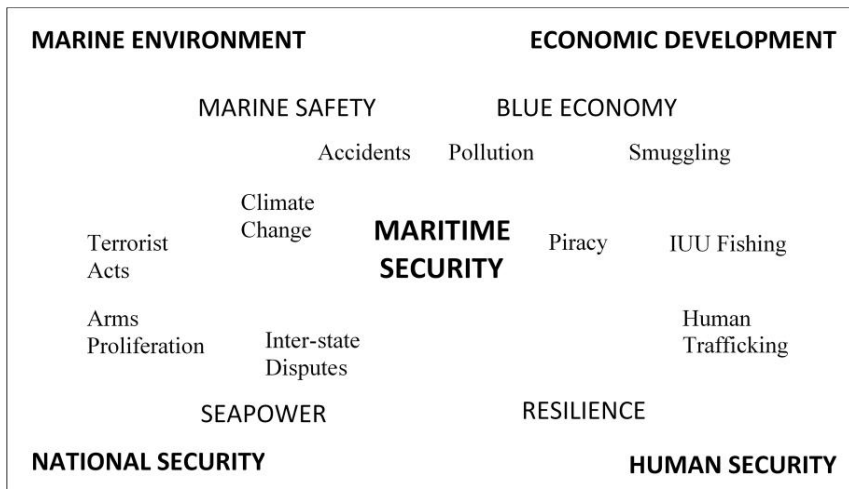 MARINE ENVIRONMENT
ECONOMIC DEVELOPMENT
MARINE SAFETY
BLUE ECONOMY
Accidents
Pollution
Smuggling
Climate
Change
MARITIME
SECURITY
Terrorist
Acts
Piracy
IUU Fishing
Arms
Proliferation
Inter-state
Disputes
Human
Trafficking
SEAPOWER
RESILIENCE
NATIONAL SECURITY
HUMAN SECURITY